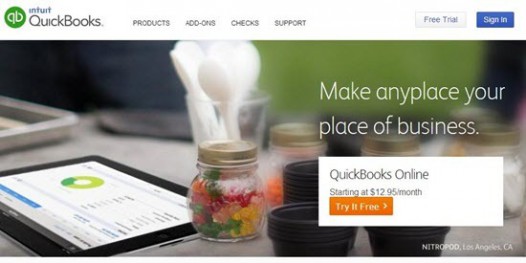 intuit
QuickBooks.
PRODUCTS ADD-ONS CHECKS SUPPORT
Free Trial
Sign In
Make anyplace your
place of business.
QuickBooks Online
Starting at $12.95/month
Try It Free >
NITROPOD, Los Angeles, CA